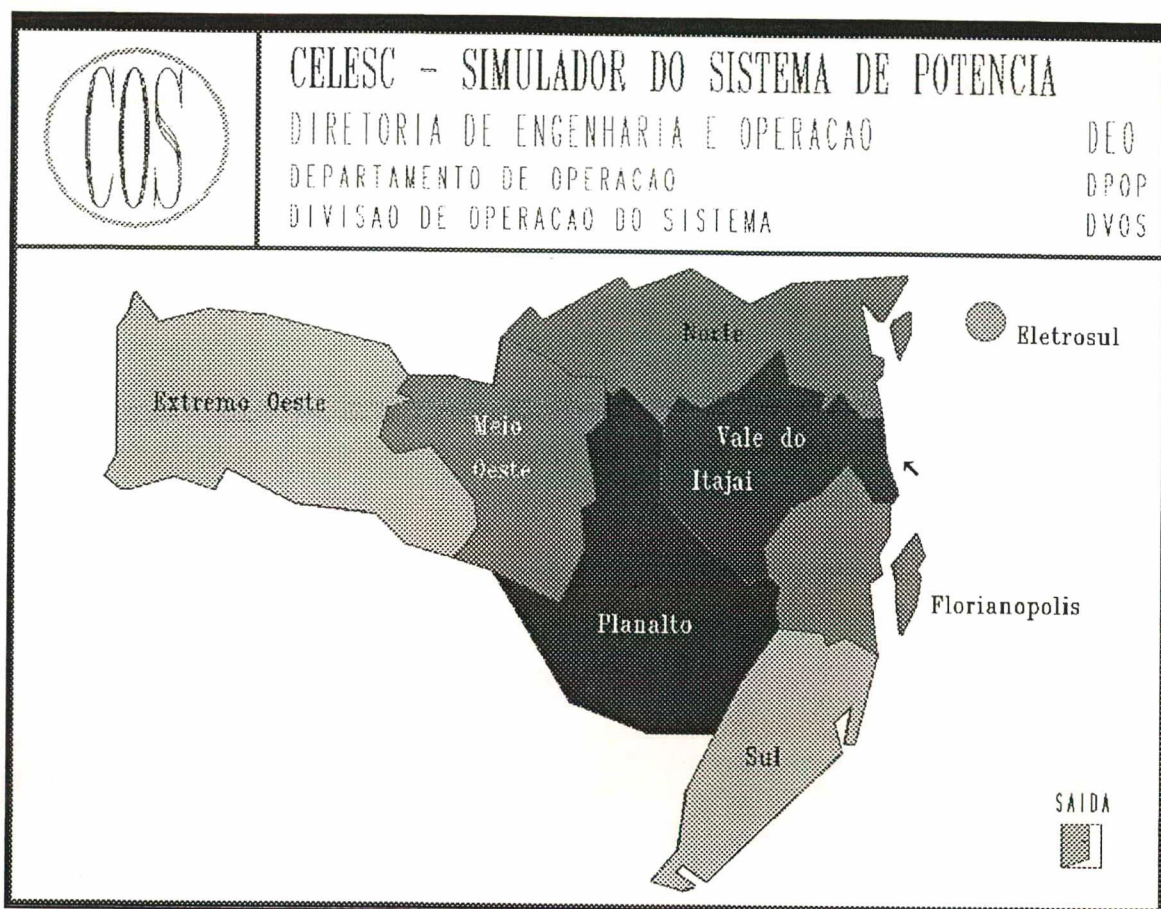 COS
CELESC - SIMULADOR DO SISTEMA DE POTENCIA
DIRETORIA DE ENGENHARIA E OPERACAO DEO
DEPARTAMENTO DE OPERACAO DPOP
DIVISAO DE OPERACAO DO SISTEMA DVOS
Norte
Eletrosul
Extremo Oeste
Meio
Oeste
Vale do
Itajai
Florianopolis
Planalto
Sul
SAIDA